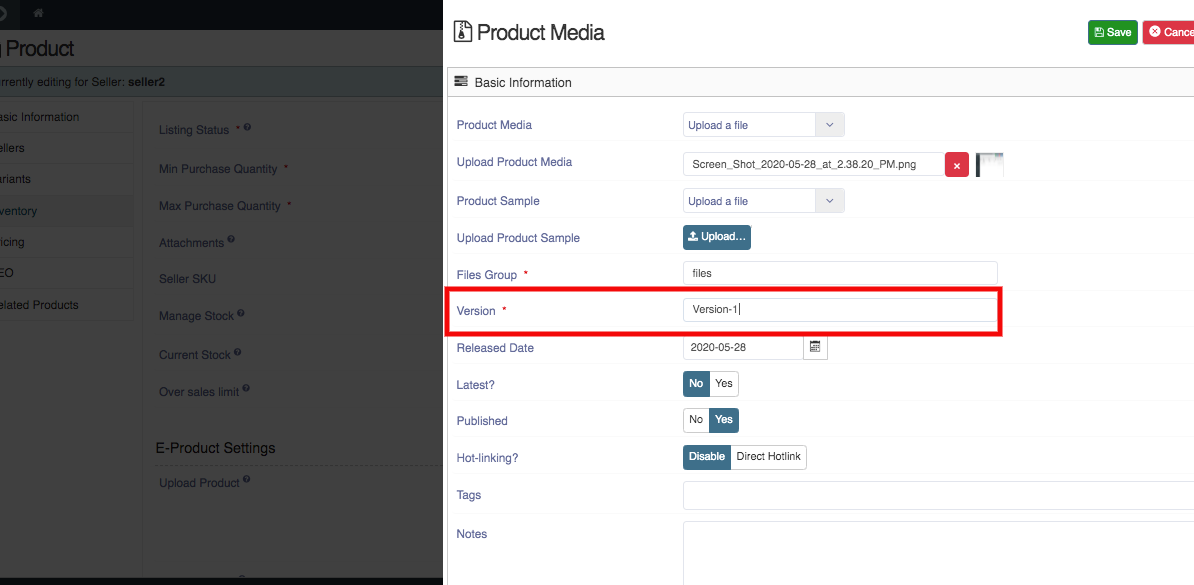 Product
rrently editing for Seller: seller2
asic Information
ellers
ariants
ventory
icing
EO
elated Products
Listing Status *
Min Purchase Quantity *
Max Purchase Quantity *
Attachments
Seller SKU
Manage Stock
Current Stock
Over sales limit
E-Product Settings
Upload Product
Product Media
Save
Cance
Basic Information
Product Media Upload a file
Upload Product Media Screen_Shot_2020-05-28_at_2.38.20_PM.png ×
Product Sample Upload a file
Upload Product Sample Upload...
Files Group * files
Version * Version-1
Released Date 2020-05-28
Latest? No Yes
Published No Yes
Hot-linking? Disable Direct Hotlink
Tags
Notes